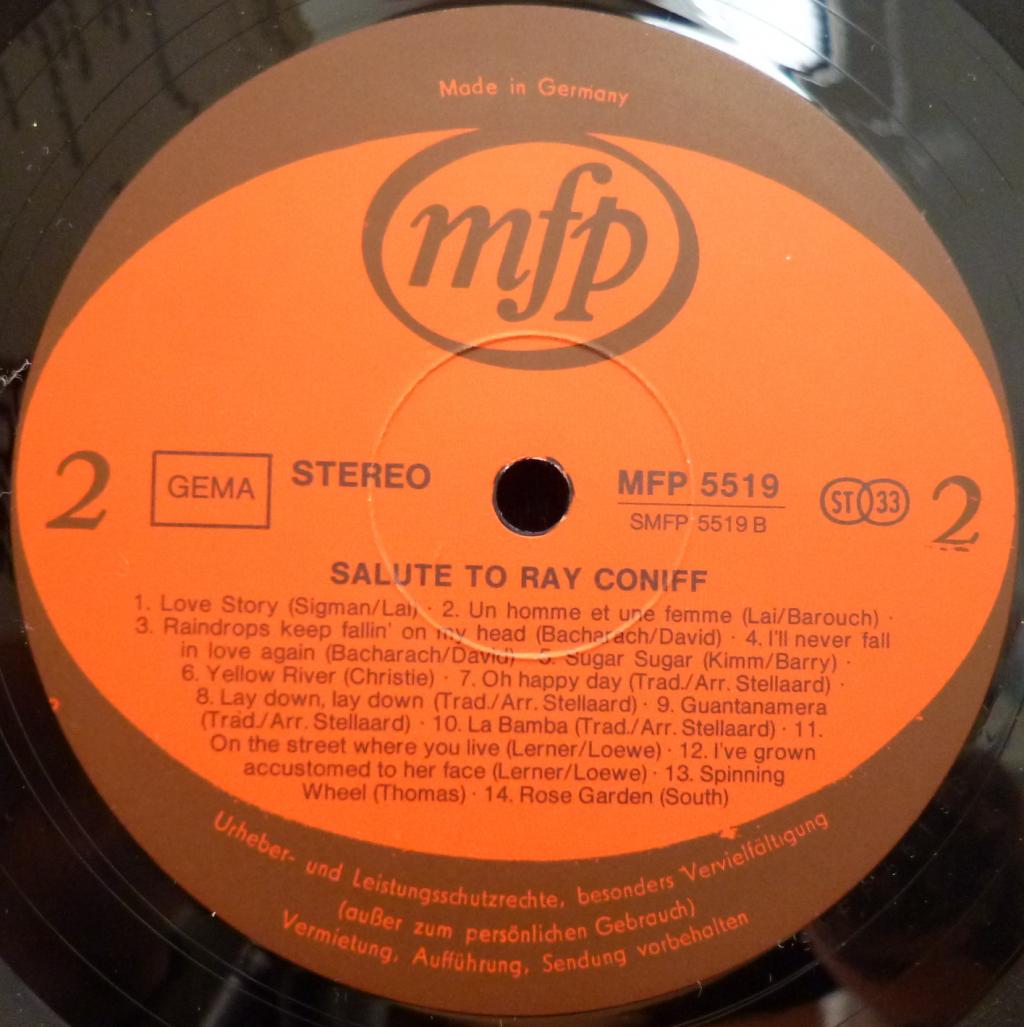 Made in Germany
mfp
2 GEMA STEREO MFP 5519 ST 33 2
SMFP 5519 B
SALUTE TO RAY CONIFF
1. Love Story (Sigman/Lai) · 2. Un homme et une femme (Lai/Barouch) ·
3. Raindrops keep fallin' on my head (Bacharach/David) · 4. I'll never fall
in love again (Bacharach/David) · 5. Sugar Sugar (Kimm/Barry) ·
6. Yellow River (Christie) · 7. Oh happy day (Trad./Arr. Stellaard) ·
8. Lay down, lay down (Trad./Arr. Stellaard) · 9. Guantanamera
(Trad./Arr. Stellaard) · 10. La Bamba (Trad./Arr. Stellaard) · 11.
On the street where you live (Lerner/Loewe) · 12. I've grown
accustomed to her face (Lerner/Loewe) · 13. Spinning
Wheel (Thomas) · 14. Rose Garden (South)
Urheber- und Leistungsschutzrechte, besonders Vervielfältigung
(außer zum persönlichen Gebrauch)
Vermietung, Aufführung, Sendung vorbehalten